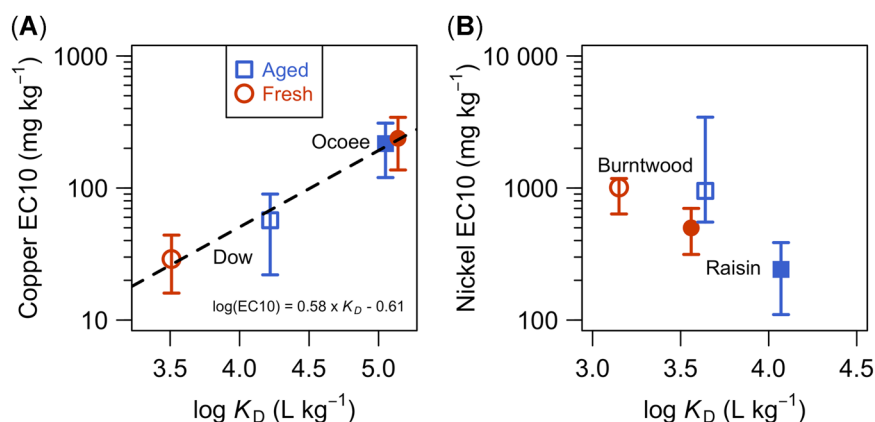 (A)
Copper EC10 (mg kg⁻¹)
1000
100
10
Aged
Fresh
Ocoee
Dow
log(EC10) = 0.58 x K_D - 0.61
3.5 4.0 4.5 5.0
log K_D (L kg⁻¹)
(B)
Nickel EC10 (mg kg⁻¹)
10 000
1000
100
Burntwood
Raisin
3.0 3.5 4.0 4.5
log K_D (L kg⁻¹)